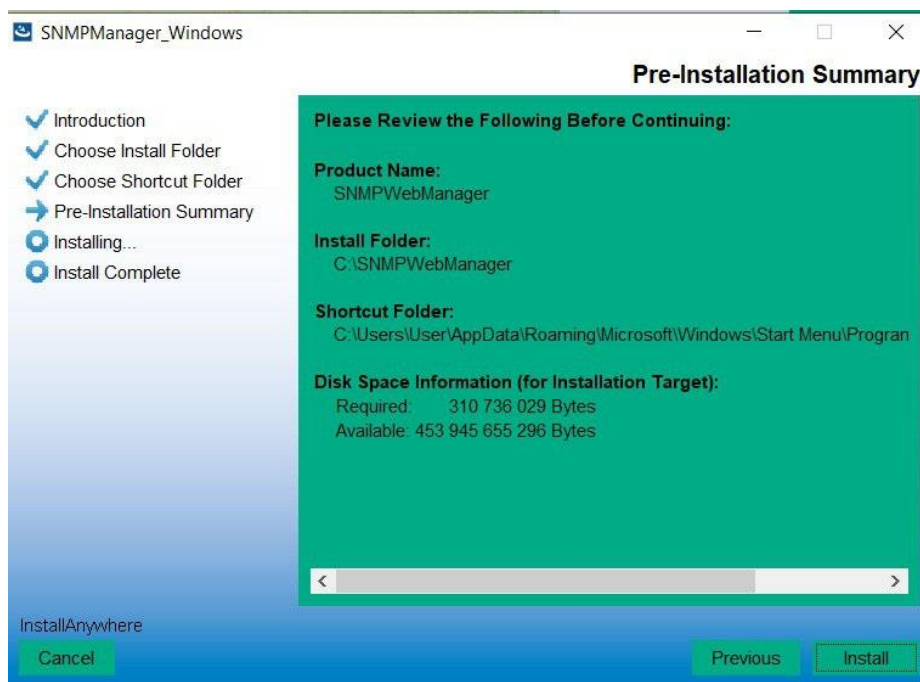 SNMPManager_Windows
Pre-Installation Summary
Introduction
Choose Install Folder
Choose Shortcut Folder
Pre-Installation Summary
Installing...
Install Complete
Please Review the Following Before Continuing:
Product Name:
SNMPWebManager
Install Folder:
C:\SNMPWebManager
Shortcut Folder:
C:\Users\User\AppData\Roaming\Microsoft\Windows\Start Menu\Progran
Disk Space Information (for Installation Target):
Required: 310 736 029 Bytes
Available: 453 945 655 296 Bytes
InstallAnywhere
Cancel
Previous
Install